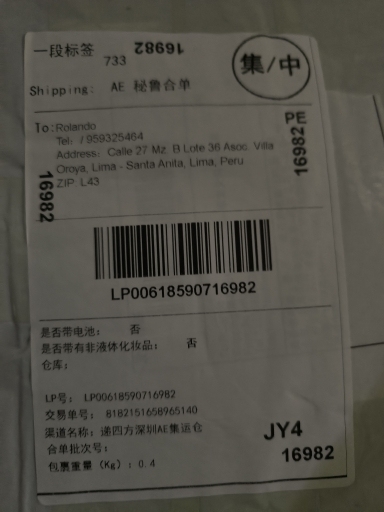 一段标签 733 16982
集/中
Shipping: AE 秘鲁合单
To: Rolando
Tel: / 959325464
Address: Calle 27 Mz. B Lote 36 Asoc. Villa
Oroya, Lima - Santa Anita, Lima, Peru
ZIP L43
PE
16982
16982
LP00618590716982
是否带电池: 否
是否带有非液体化妆品: 否
仓库:
LP号: LP00618590716982
交易单号: 8182151658965140
渠道名称: 递四方深圳AE集运仓
合单批次号:
包裹重量 (Kg): 0.4
JY4
16982